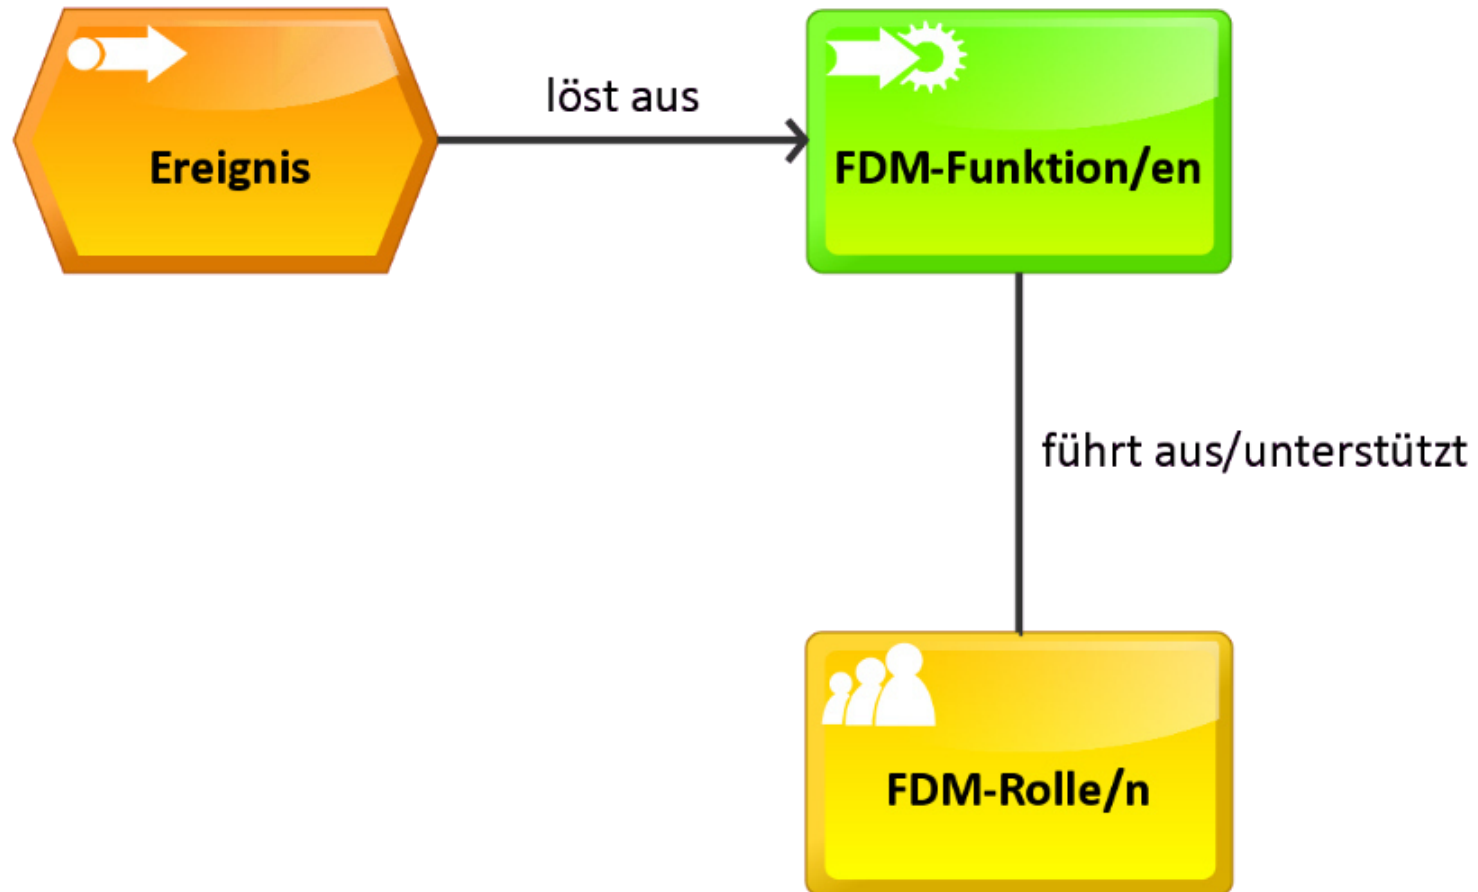 löst aus
Ereignis
FDM-Funktion/en
führt aus/unterstützt
FDM-Rolle/n